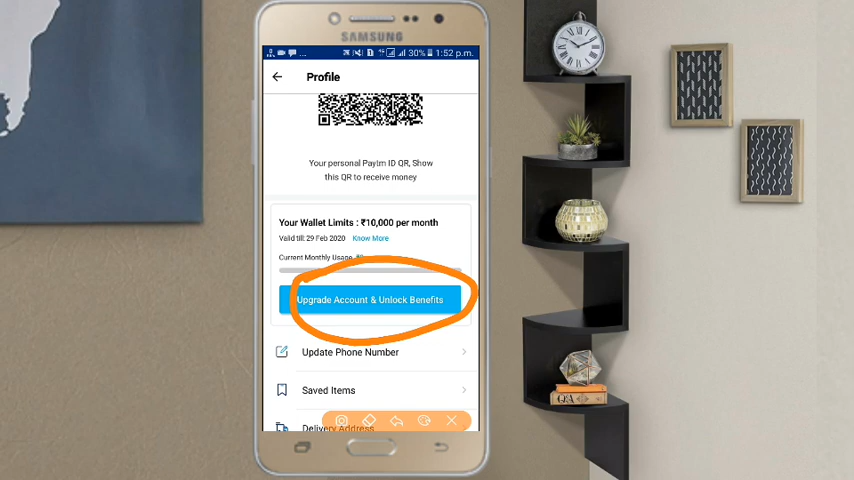 SAMSUNG
... 30% 1:52 p.m.
Profile
Your personal Paytm ID QR, Show
this QR to receive money
Your Wallet Limits : ₹10,000 per month
Valid till: 29 Feb 2020 Know More
Current Monthly Usage
Upgrade Account & Unlock Benefits
Update Phone Number
Saved Items
Delivery Address
Q&A